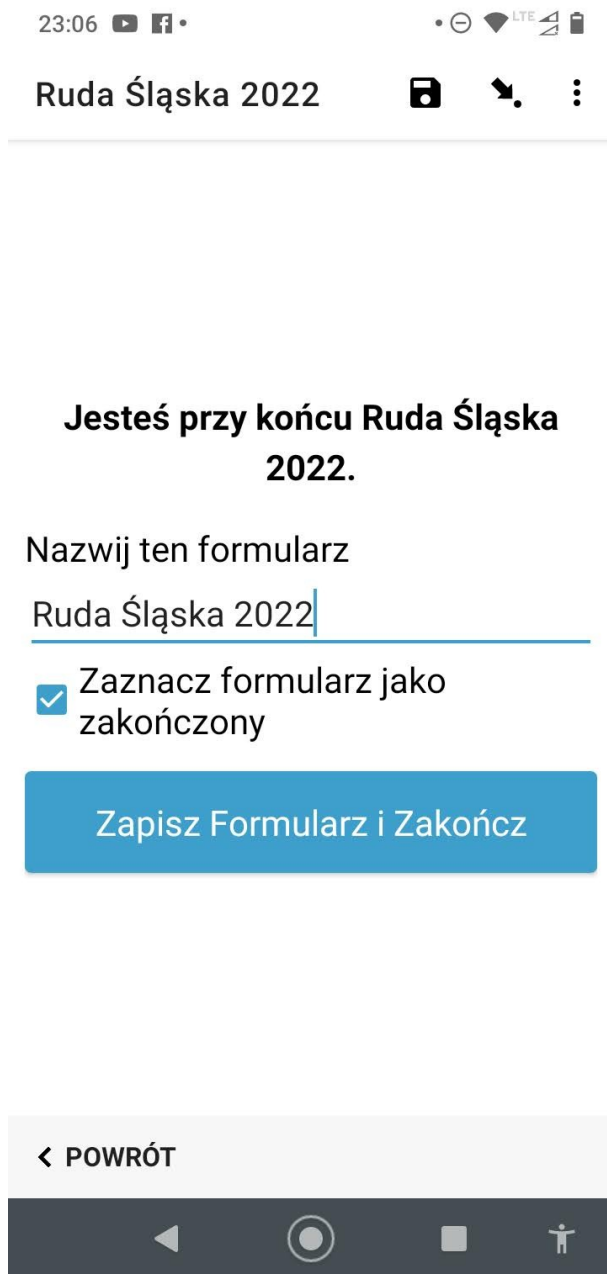 23:06
LTE
Ruda Śląska 2022
Jesteś przy końcu Ruda Śląska
2022.
Nazwij ten formularz
Ruda Śląska 2022
Zaznacz formularz jako
zakończony
Zapisz Formularz i Zakończ
POWRÓT